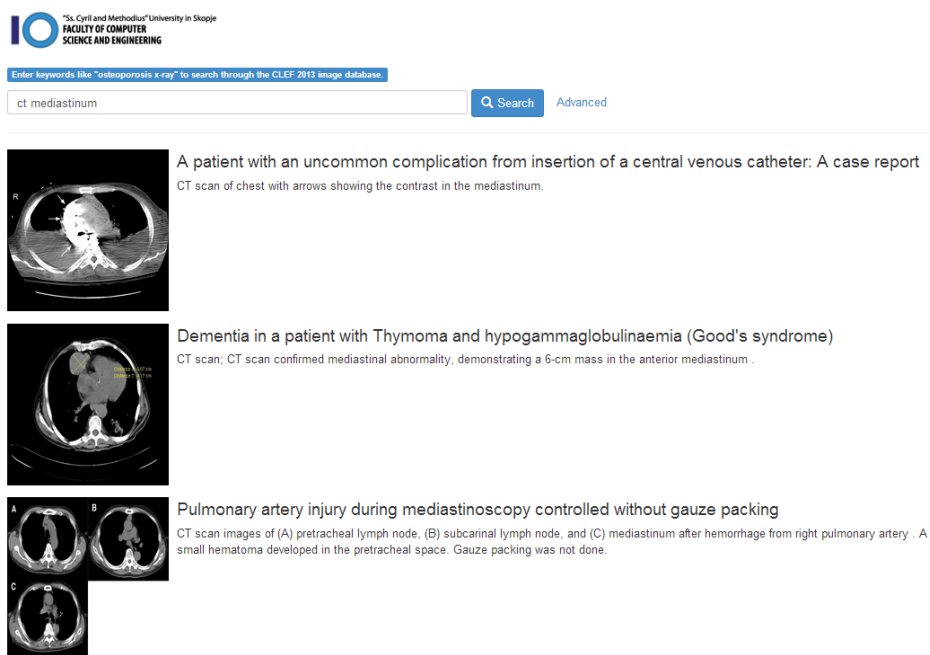 "Ss. Cyril and Methodius" University in Skopje
FACULTY OF COMPUTER
SCIENCE AND ENGINEERING
Enter keywords like "osteoporosis x-ray" to search through the CLEF 2013 image database.
ct mediastinum
Search
Advanced
R
A patient with an uncommon complication from insertion of a central venous catheter: A case report
CT scan of chest with arrows showing the contrast in the mediastinum.
Dementia in a patient with Thymoma and hypogammaglobulinaemia (Good's syndrome)
CT scan; CT scan confirmed mediastinal abnormality, demonstrating a 6-cm mass in the anterior mediastinum .
A
B
C
Pulmonary artery injury during mediastinoscopy controlled without gauze packing
CT scan images of (A) pretracheal lymph node, (B) subcarinal lymph node, and (C) mediastinum after hemorrhage from right pulmonary artery . A
small hematoma developed in the pretracheal space. Gauze packing was not done.